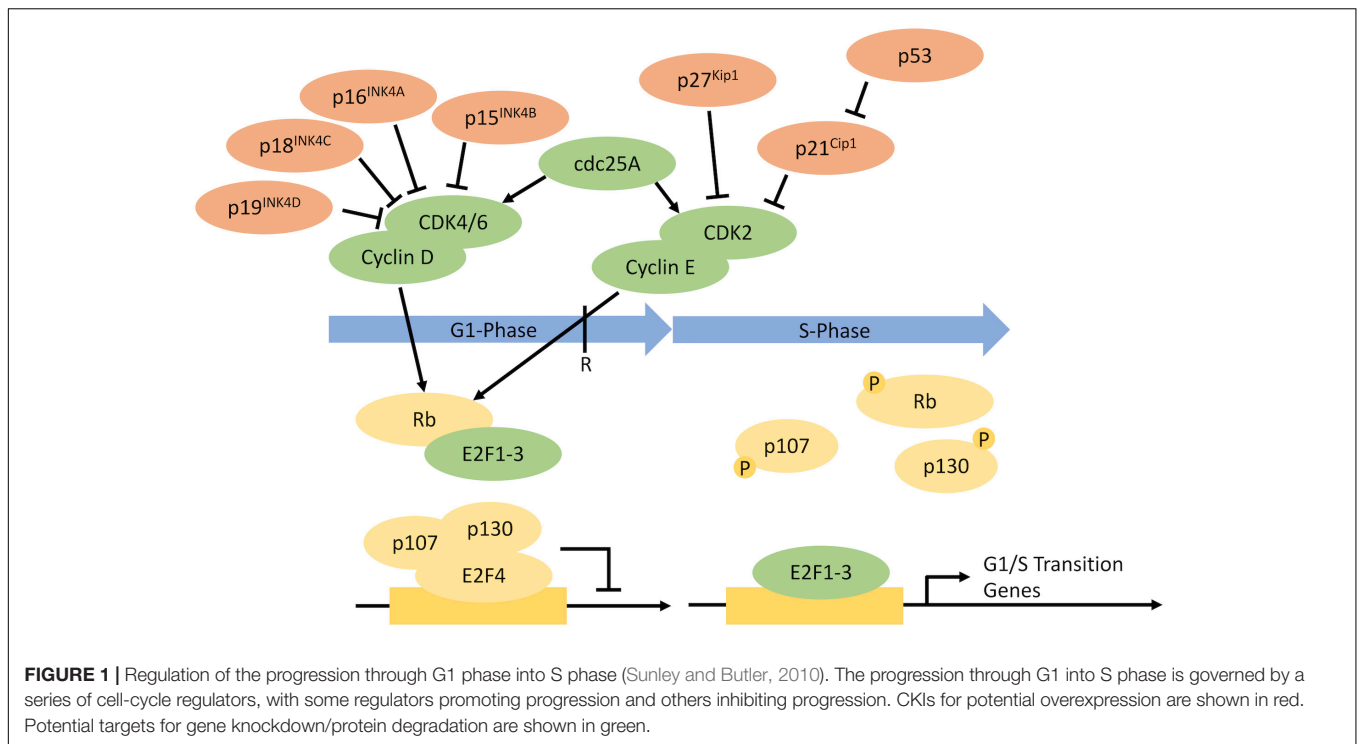 p53
p27Kip1
p16INK4A
p15INK4B
p18INK4C
cdc25A
p21Cip1
p19INK4D
CDK4/6
CDK2
Cyclin D
Cyclin E
G1-Phase
S-Phase
R
P
Rb
Rb
E2F1-3
p107
P
P
p130
p107
p130
E2F4
E2F1-3
G1/S Transition
Genes
FIGURE 1 | Regulation of the progression through G1 phase into S phase (Sunley and Butler, 2010). The progression through G1 into S phase is governed by a
series of cell-cycle regulators, with some regulators promoting progression and others inhibiting progression. CKIs for potential overexpression are shown in red.
Potential targets for gene knockdown/protein degradation are shown in green.